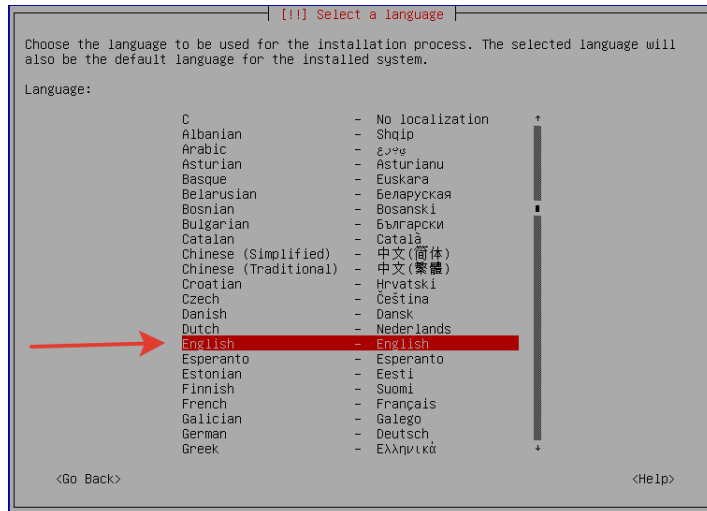 [!!] Select a language
Choose the language to be used for the installation process. The selected language will
also be the default language for the installed system.
Language:
C - No localization
Albanian - Shqip
Arabic - عربي
Asturian - Asturianu
Basque - Euskara
Belarusian - Беларуская
Bosnian - Bosanski
Bulgarian - Български
Catalan - Català
Chinese (Simplified) - 中文(简体)
Chinese (Traditional) - 中文(繁體)
Croatian - Hrvatski
Czech - Čeština
Danish - Dansk
Dutch - Nederlands
English - English
Esperanto - Esperanto
Estonian - Eesti
Finnish - Suomi
French - Français
Galician - Galego
German - Deutsch
Greek - Ελληνικά
<Go Back> <Help>